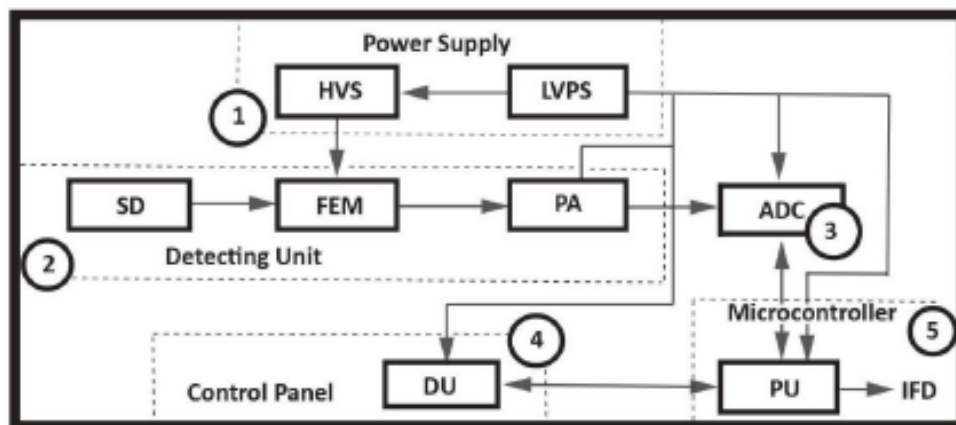 Power Supply
HVS
LVPS
1
SD
FEM
PA
ADC
3
2
Detecting Unit
Microcontroller
4
5
Control Panel
DU
PU
IFD